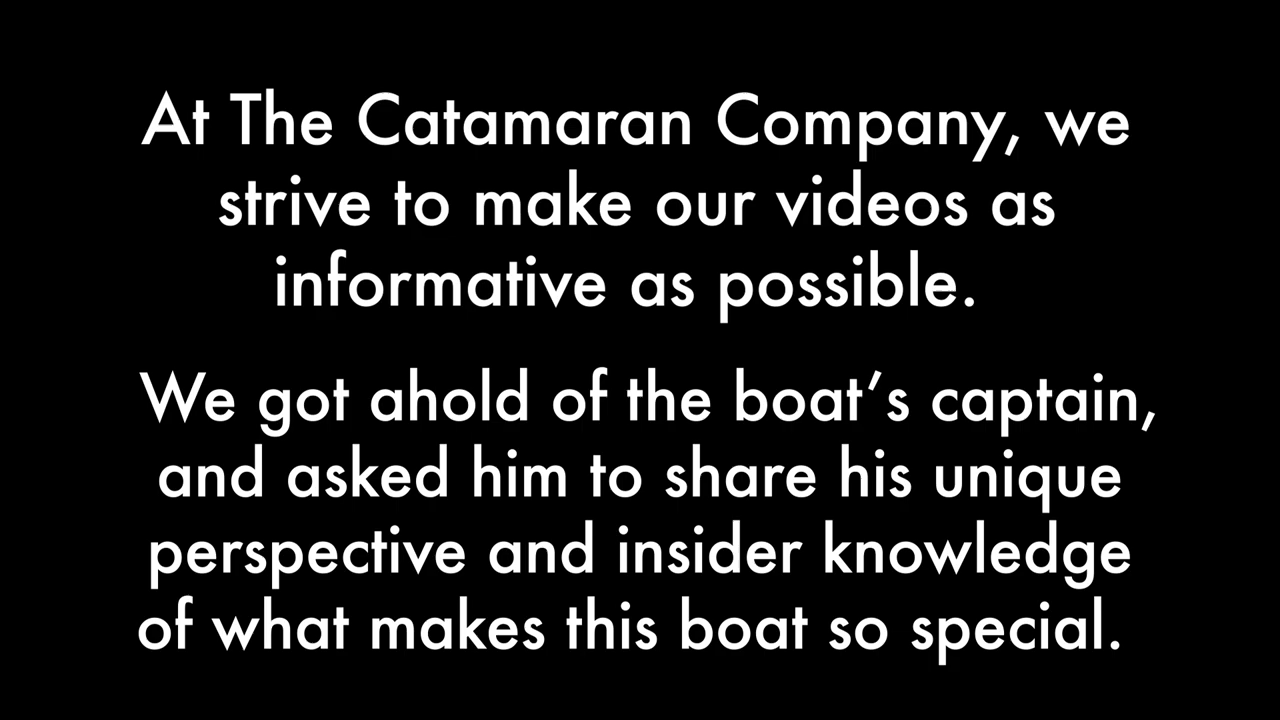 At The Catamaran Company, we
strive to make our videos as
informative as possible.
We got ahold of the boat’s captain,
and asked him to share his unique
perspective and insider knowledge
of what makes this boat so special.